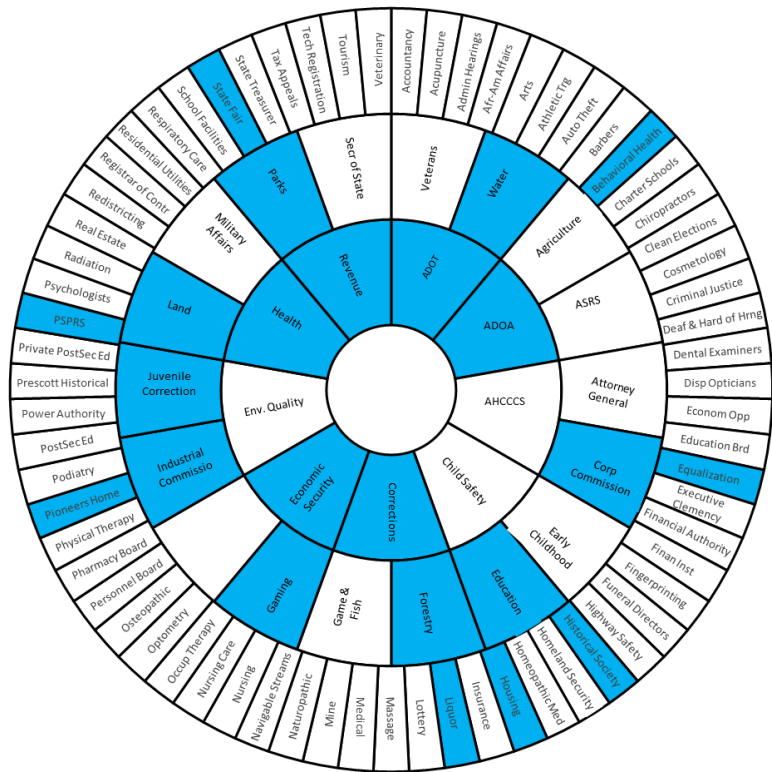 Accountancy
Acupuncture
Admin Hearings
Afr-Am Affairs
Arts
Athletic Trg
Auto Theft
Barbers
Behavioral Health
Charter Schools
Chiropractors
Clean Elections
Cosmetology
Criminal Justice
Deaf & Hard of Hrng
Dental Examiners
Disp Opticians
Econom Opp
Education Brd
Equalization
Executive
Clemency
Financial Authority
Finan Inst
Fingerprinting
Funeral Directors
Highway Safety
Historical Society
Homeland Security
Homeopathic Med
Housing
Insurance
Liquor
Lottery
Massage
Medical
Mine
Naturopathic
Navigable Streams
Nursing
Nursing Care
Occup Therapy
Optometry
Osteopathic
Personnel Board
Pharmacy Board
Physical Therapy
Pioneers Home
Podiatry
PostSec Ed
Power Authority
Prescott Historical
Private PostSec Ed
PSPRS
Psychologists
Radiation
Real Estate
Redistricting
Registrar of Contr
Residential Utilities
Respiratory Care
School Facilities
State Fair
State Treasurer
Tax Appeals
Tech Registration
Tourism
Veterinary
Veterans
Water
Agriculture
ASRS
Attorney
General
Corp
Commission
Early
Childhood
Education
Forestry
Game &
Fish
Gaming
Industrial
Commissio
Juvenile
Correction
Land
Military
Affairs
Parks
Secr of State
ADOT
ADOA
AHCCCS
Child Safety
Corrections
Economic
Security
Env. Quality
Health
Revenue